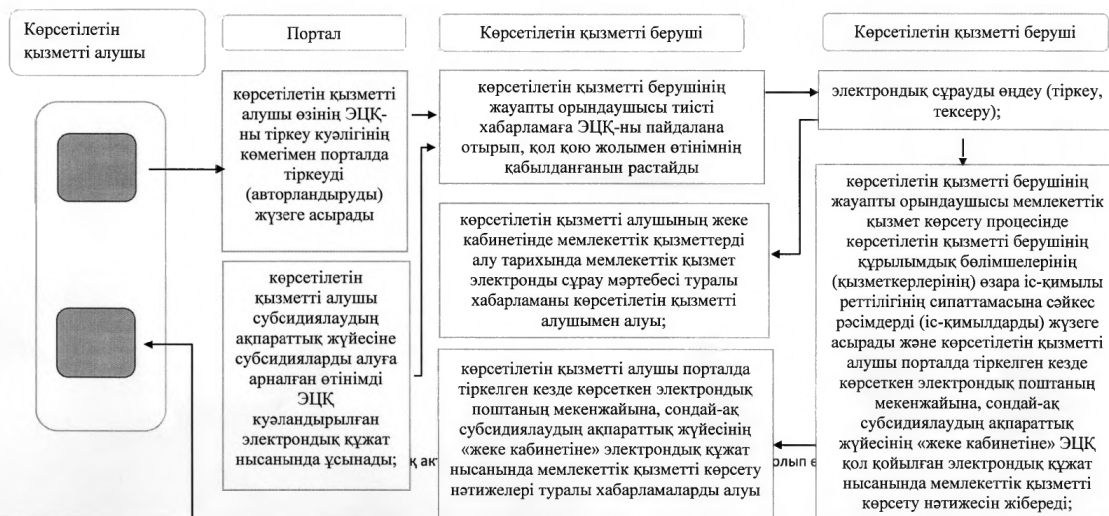 Көрсетілетін
қызметті алушы
Портал
Көрсетілетін қызметті беруші
Көрсетілетін қызметті беруші
көрсетілетін қызметті
алушы өзінің ЭЦҚ-
ны тіркеу куәлігінің
көмегімен порталда
тіркеуді
(авторландыруды)
жүзеге асырады
көрсетілетін
қызметті алушы
субсидиялаудың
ақпараттық жүйесіне
субсидияларды алуға
арналған өтінімді
ЭЦҚ
куәландырылған
электрондық құжат
нысанында ұсынады;
көрсетілетін қызметті берушінің
жауапты орындаушысы тиісті
хабарламаға ЭЦҚ-ны пайдалана
отырып, қол қою жолымен өтінімнің
қабылданғанын растайды
көрсетілетін қызметті алушының жеке
кабинетінде мемлекеттік қызметтерді
алу тарихында мемлекеттік қызмет
электронды сұрау мәртебесі туралы
хабарламаны көрсетілетін қызметті
алушымен алуы;
көрсетілетін қызметті алушы порталда
тіркелген кезде көрсеткен электрондық
поштаның мекенжайына, сондай-ақ
субсидиялаудың ақпараттық жүйесінің
«жеке кабинетіне» электрондық құжат
нысанында мемлекеттік қызметті көрсету
нәтижелері туралы хабарламаларды алуы
электрондық сұрауды өңдеу (тіркеу,
тексеру);
көрсетілетін қызметті берушінің
жауапты орындаушысы мемлекеттік
қызмет көрсету процесінде
көрсетілетін қызметті берушінің
құрылымдық бөлімшелерінің
(қызметкерлерінің) өзара іс-қимылы
реттілігінің сипаттамасына сәйкес
рәсімдерді (іс-қимылдарды) жүзеге
асырады және көрсетілетін қызметті
алушы порталда тіркелген кезде
көрсеткен электрондық поштаның
мекенжайына, сондай-ақ
субсидиялаудың ақпараттық
жүйесінің «жеке кабинетіне» ЭЦҚ
қол қойылған электрондық құжат
нысанында мемлекеттік қызметті
көрсету нәтижесін жібереді;